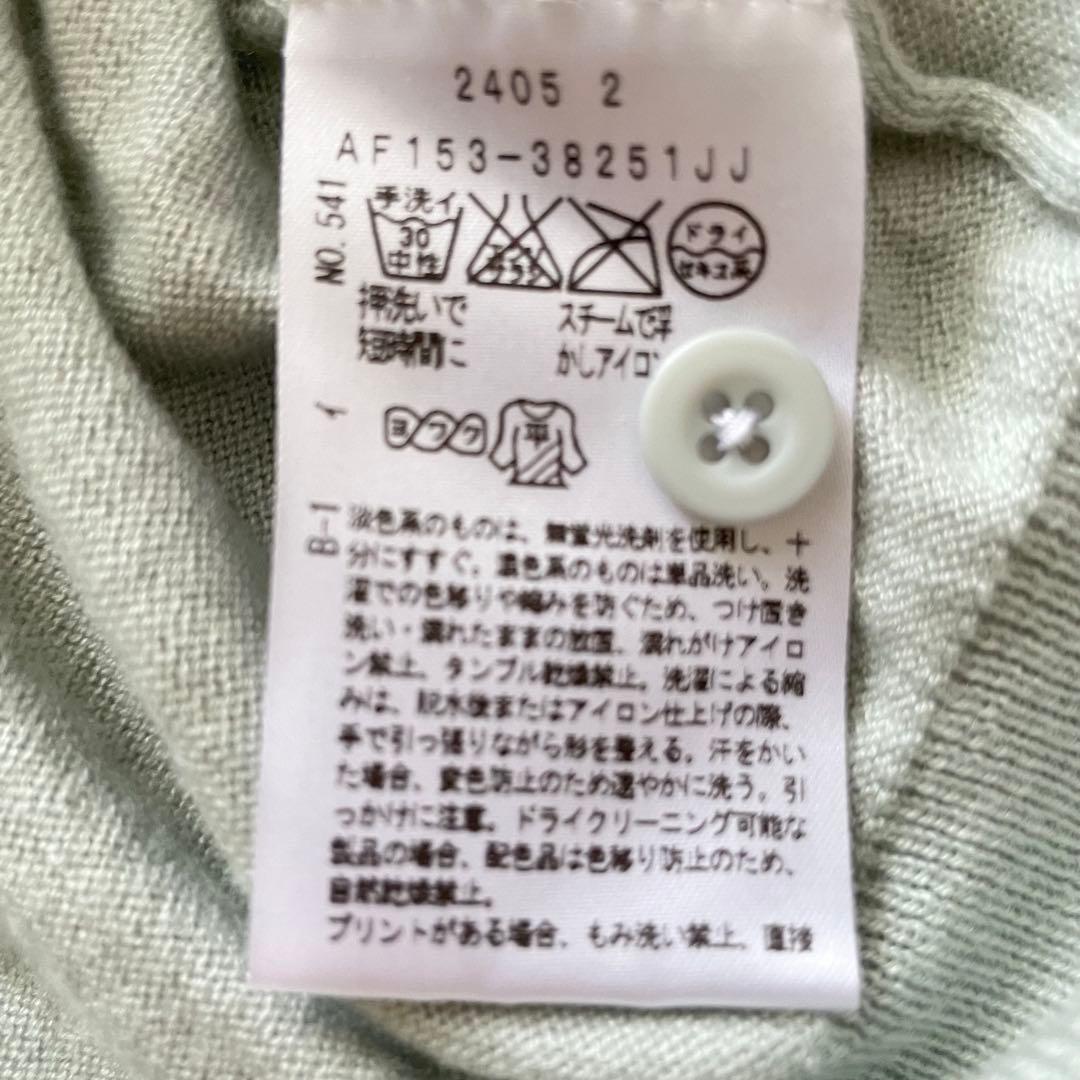 2405 2
AF153-38251JJ
NO. 541
手洗イ
30
中性
ドライ
セキユ系
押洗いで
短時間に
スチームで浮
かしアイロン
イ
ヨワク
平
B-1
淡色系のものは、無蛍光洗剤を使用し、十
分にすすぐ。濃色系のものは単品洗い。洗
濯での色移りや縮みを防ぐため、つけ置き
洗い・濡れたままの放置、濡れがけアイロ
ン禁止。タンブル乾燥禁止。洗濯による縮
みは、脱水後またはアイロン仕上げの際、
手で引っ張りながら形を整える。汗をかい
た場合、変色防止のため速やかに洗う。引
っかけに注意。ドライクリーニング可能な
製品の場合、配色品は色移り防止のため、
自然乾燥禁止。
プリントがある場合、もみ洗い禁止、直接